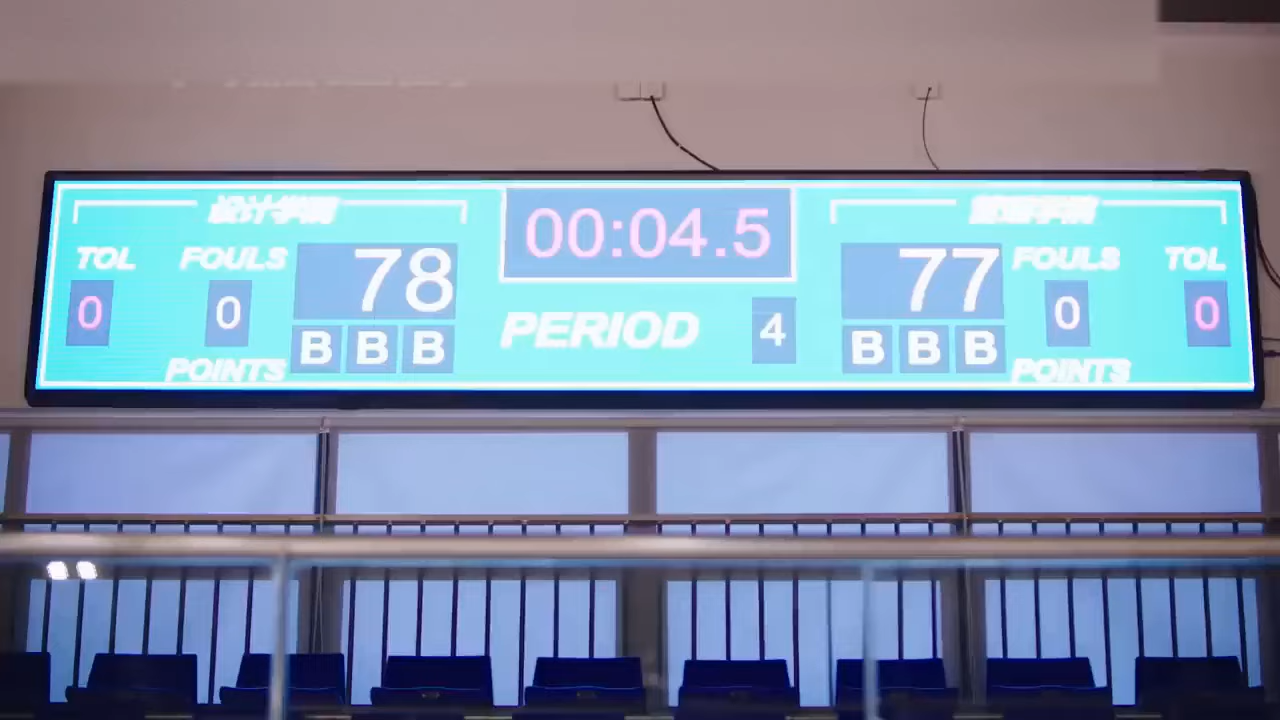 00:04.5
TOL FOULS 78 77 FOULS TOL
0 0 0 0
PERIOD 4
B B B B B B
POINTS POINTS